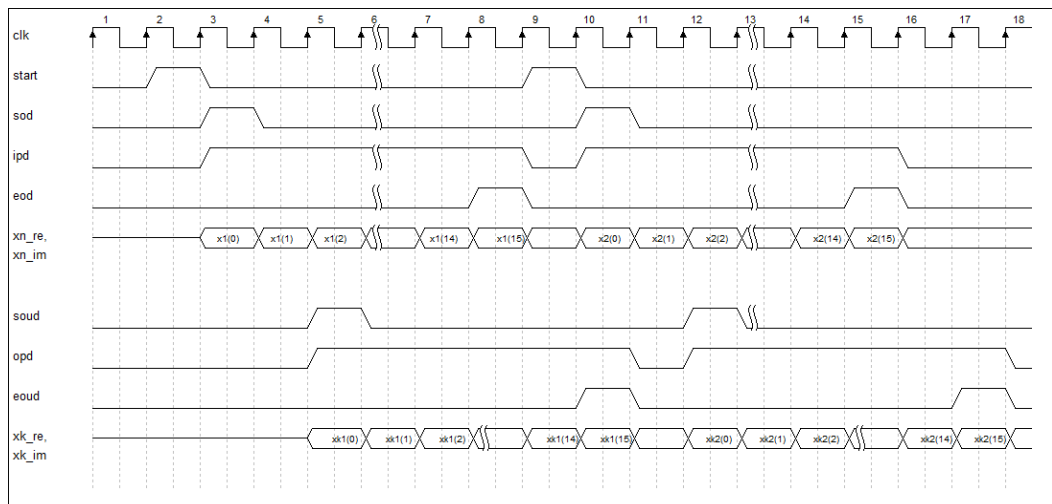 1 2 3 4 5 6 7 8 9 10 11 12 13 14 15 16 17 18
clk
start
sod
ipd
eod
xn_re, x1(0) x1(1) x1(2) x1(14) x1(15) x2(0) x2(1) x2(2) x2(14) x2(15)
xn_im
soud
opd
eoud
xk_re, xk1(0) xk1(1) xk1(2) xk1(14) xk1(15) xk2(0) xk2(1) xk2(2) xk2(14) xk2(15)
xk_im